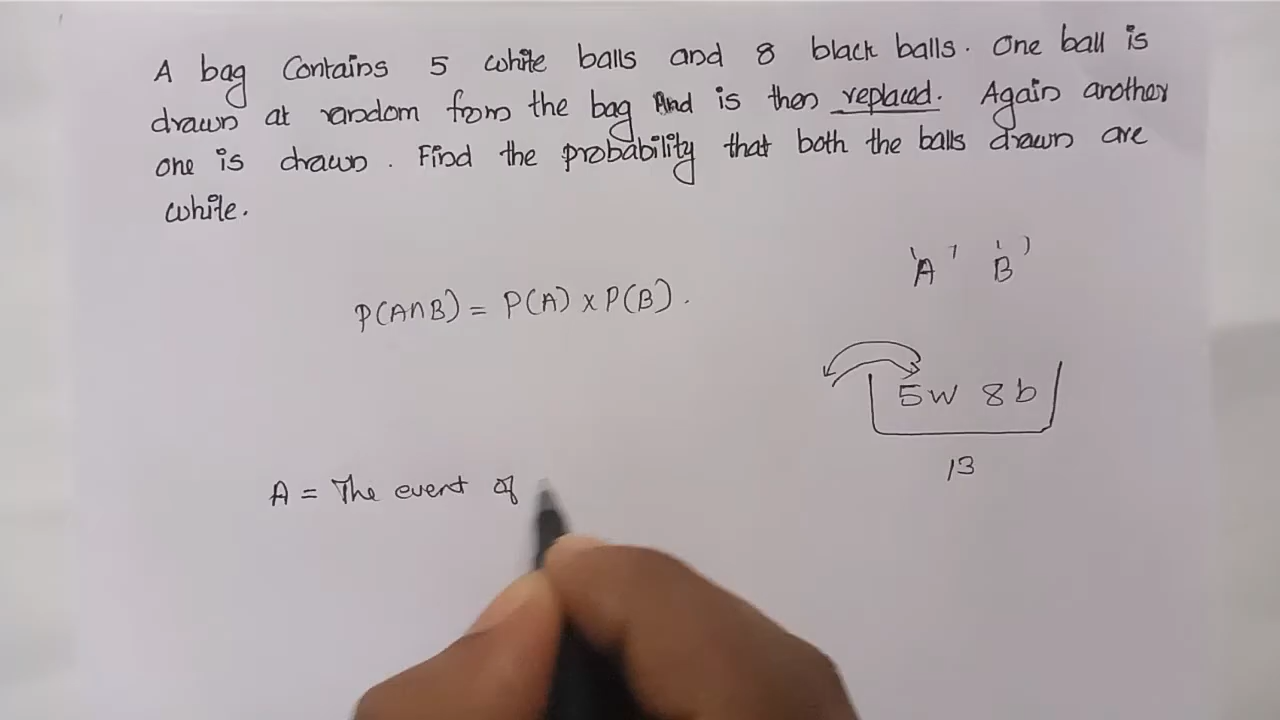 A bag Contains 5 white balls and 8 black balls. One ball is
drawn at random from the bag And is then replaced. Again another
one is drawn. Find the probability that both the balls drawn are
white.
'A' 'B'
P(A∩B) = P(A) x P(B).
5W 8b
13
A = The event of